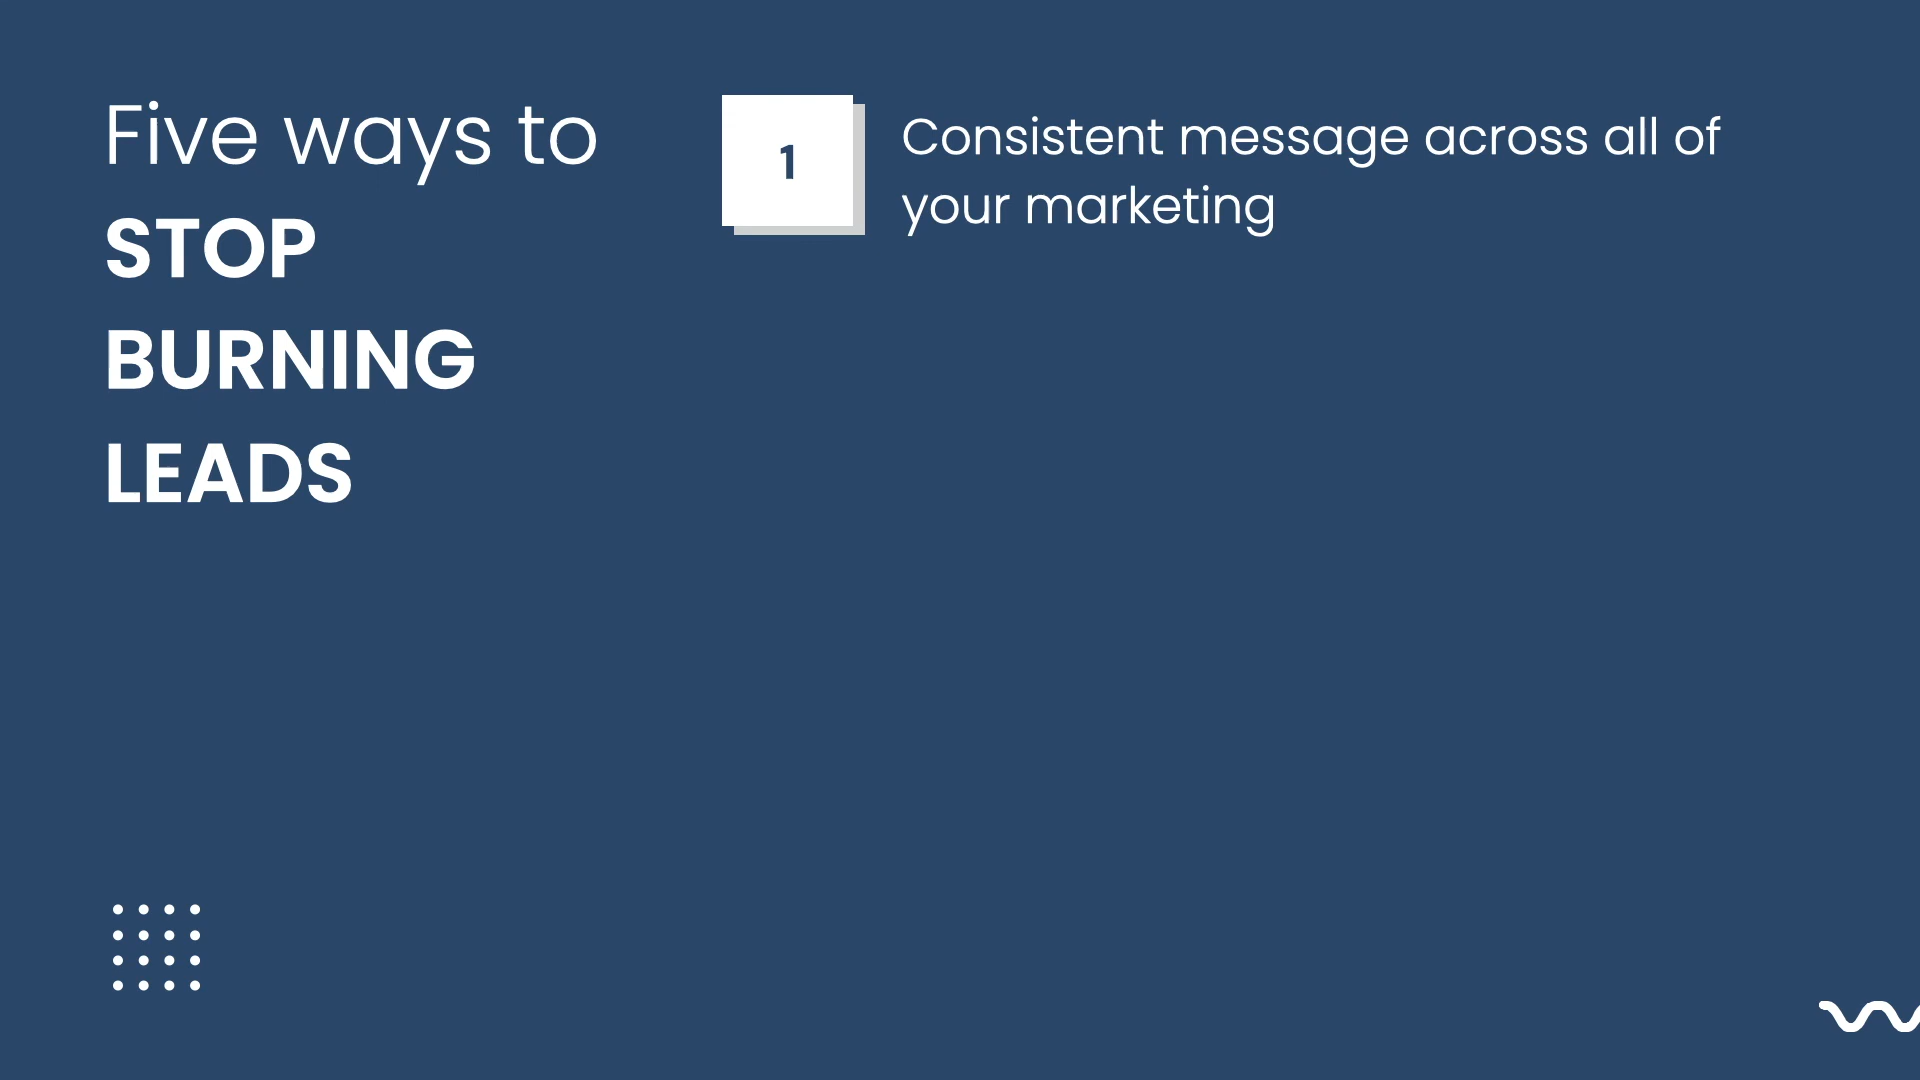 Five ways to
STOP
BURNING
LEADS
1
Consistent message across all of
your marketing